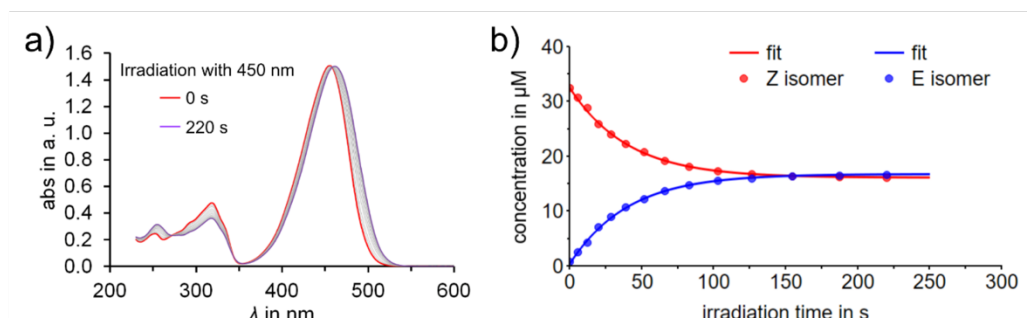 a)
abs in a. u.
1.6
1.4
1.2
1.0
0.8
0.6
0.4
0.2
0.0
Irradiation with 450 nm
0 s
220 s
200 300 400 500 600
λ in nm
b)
concentration in µM
40
30
20
10
0
fit fit
Z isomer E isomer
0 50 100 150 200 250 300
irradiation time in s